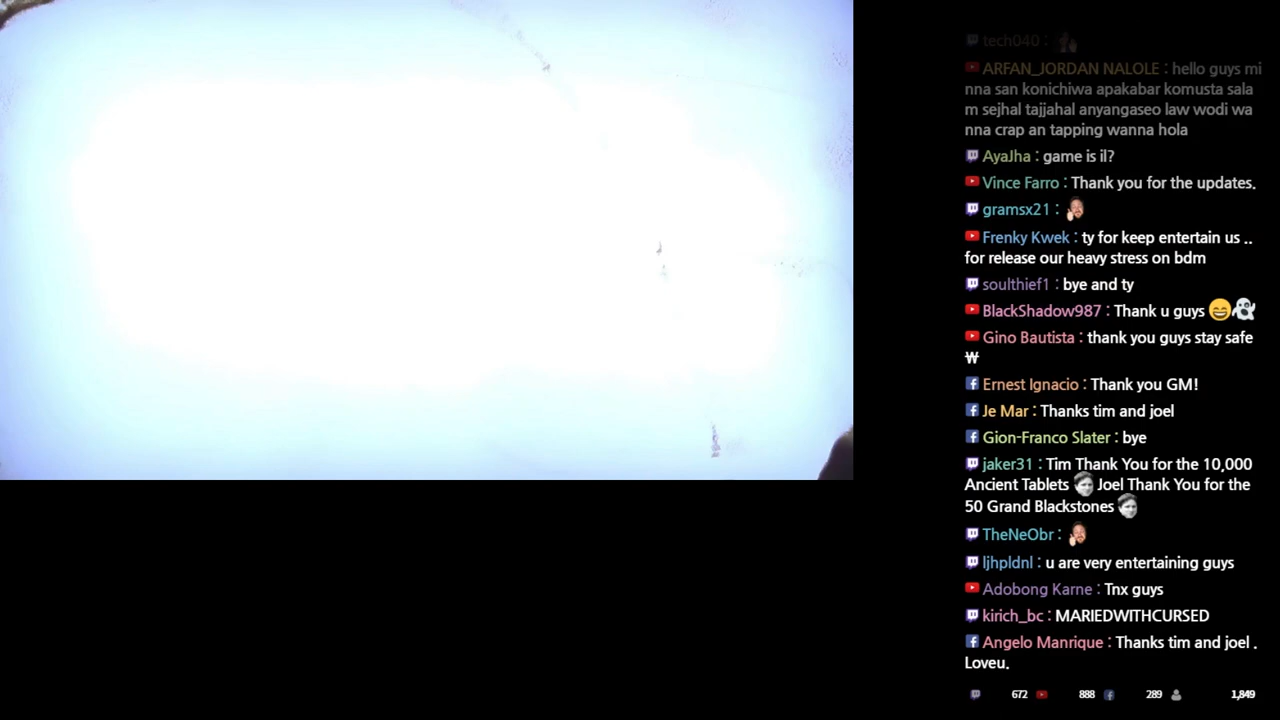 tech040 :
ARFAN_JORDAN NALOLE : hello guys mi
nna san konichiwa apakabar komusta sala
m sejhal tajjahal anyangaseo law wodi wa
nna crap an tapping wanna hola
AyaJha : game is il?
Vince Farro : Thank you for the updates.
gramsx21 :
Frenky Kwek : ty for keep entertain us ..
for release our heavy stress on bdm
soulthief1 : bye and ty
BlackShadow987 : Thank u guys 😄👻
Gino Bautista : thank you guys stay safe
₩
Ernest Ignacio : Thank you GM!
Je Mar : Thanks tim and joel
Gion-Franco Slater : bye
jaker31 : Tim Thank You for the 10,000
Ancient Tablets Joel Thank You for the
50 Grand Blackstones
TheNeObr :
ljhpldnl : u are very entertaining guys
Adobong Karne : Tnx guys
kirich_bc : MARIEDWITHCURSED
Angelo Manrique : Thanks tim and joel .
Loveu.
672 888 289 1,849